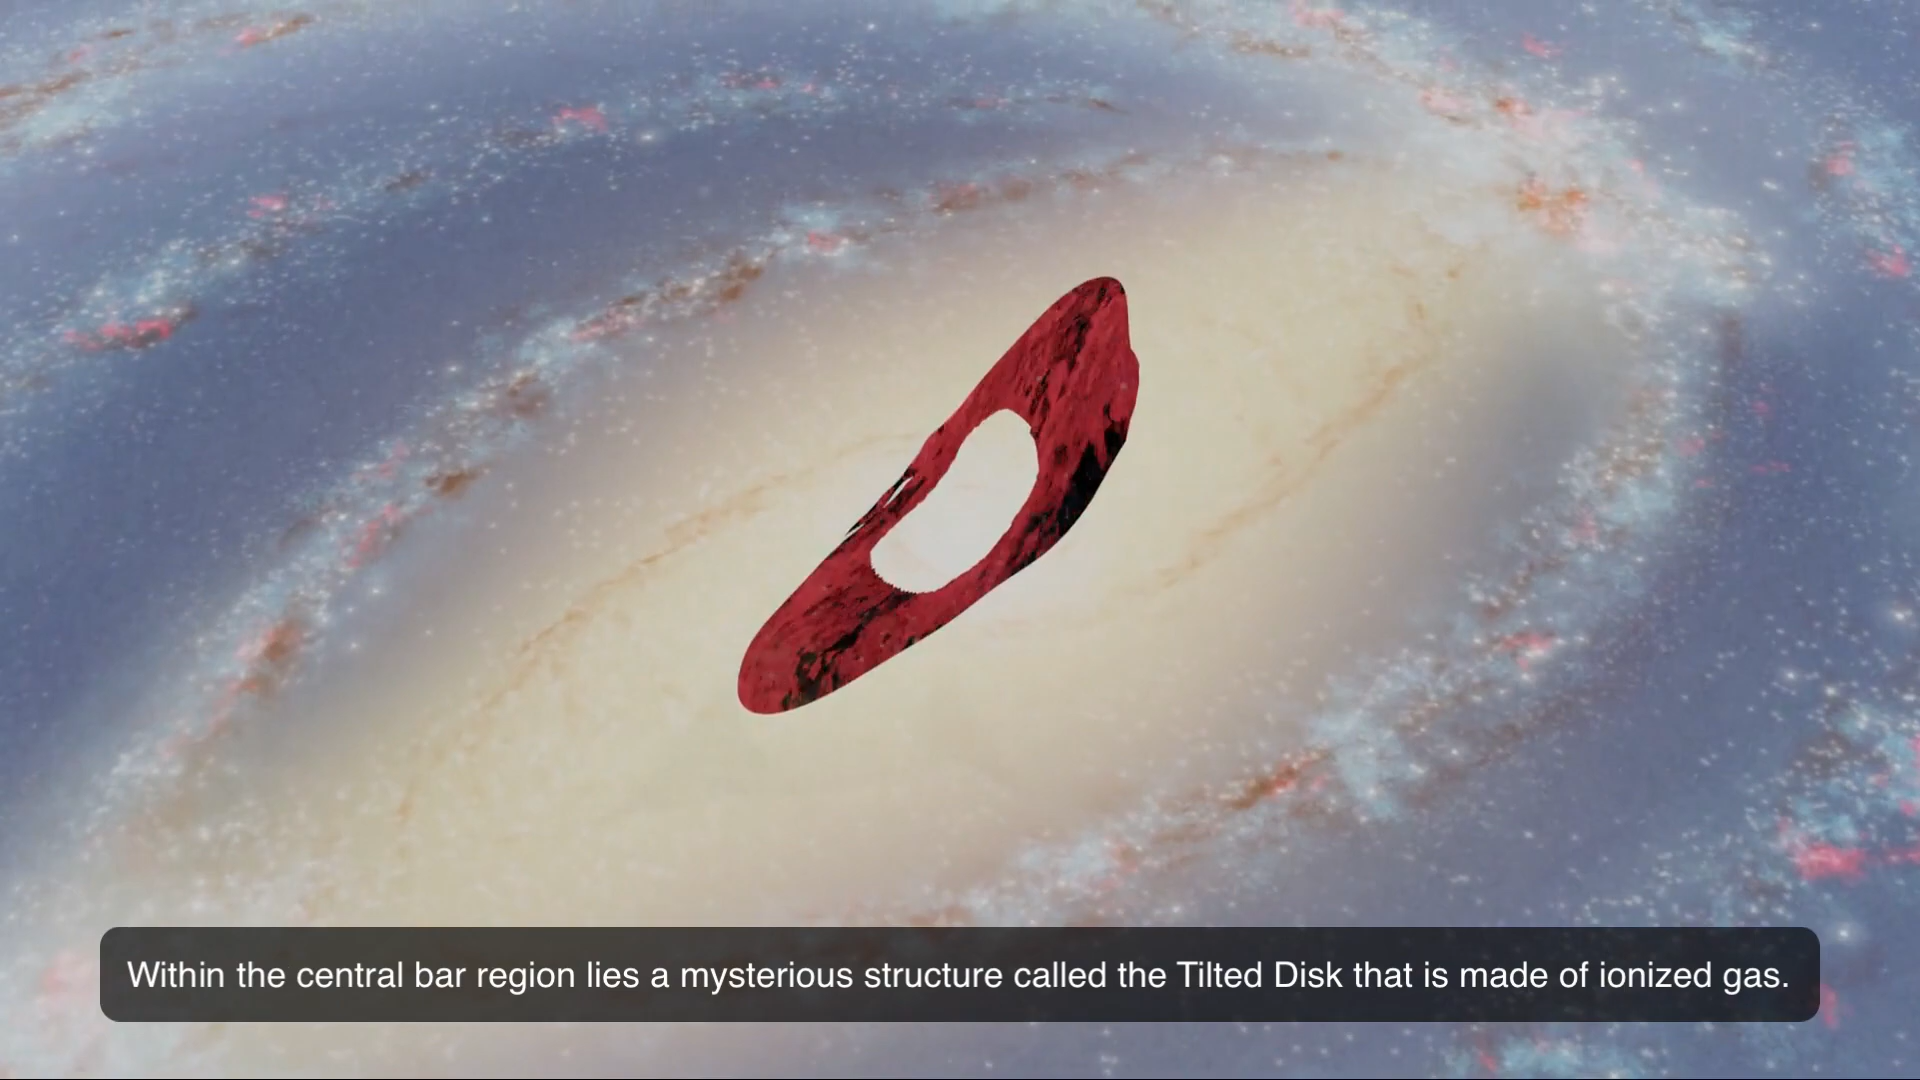 Within the central bar region lies a mysterious structure called the Tilted Disk that is made of ionized gas.